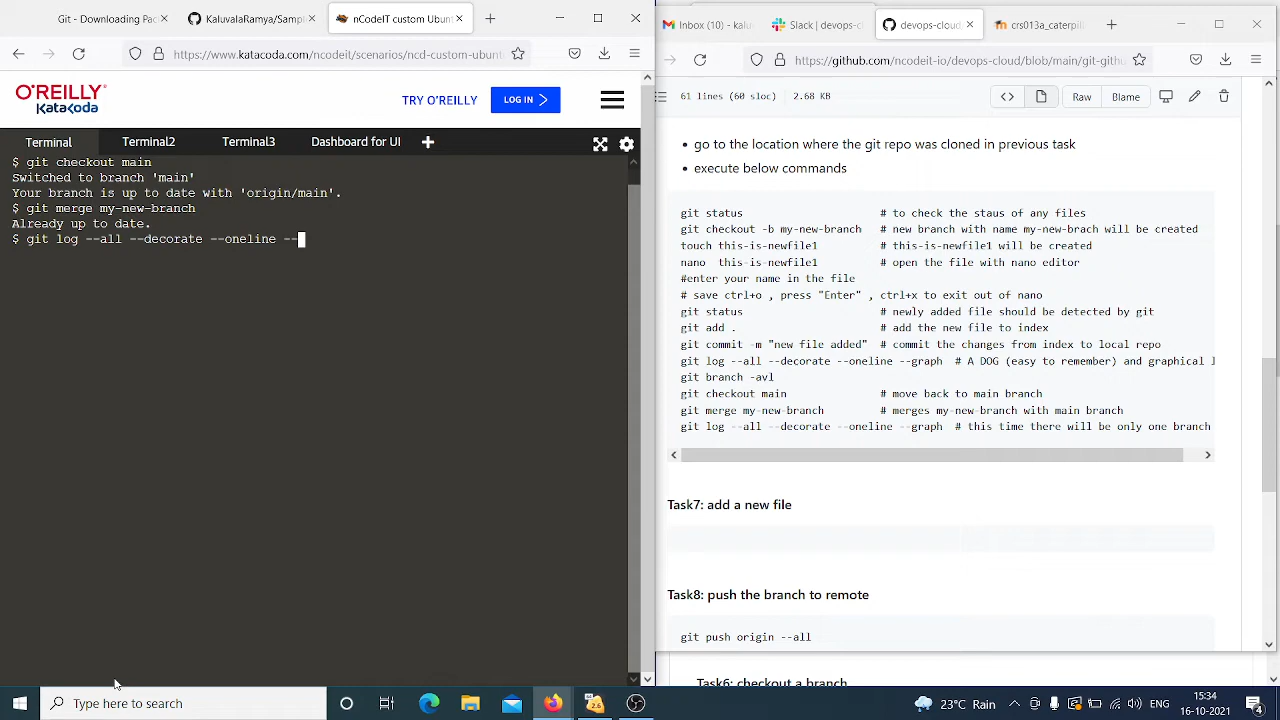 Git - Downloading Pac
KaluvulaRamya/Sampl
nCodeIT custom Ubunt
https://www.katacoda.com/ncodeit/scenarios/ncd-custom-ubunt
O'REILLY
katacoda
TRY O'REILLY
LOG IN
Terminal
Terminal2
Terminal3
Dashboard for UI
$ git checkout main
Switched to branch 'main'
Your branch is up to date with 'origin/main'.
$ git merge my-new-branch
Already up to date.
$ git log --all --decorate --oneline --
Inbox (10) - kaluv
Slack | devops-cl
devops-cloud,
crs013a_caterpill
https://github.com/ncodeit-io/devops-cloud/blob/main/git-githu
61 lines (60 sloc) 2.68 KB
Raw
Blame
• go to the location where the git repo was cloned in previous task
• execute below commands
git status # to check the staus of any files
git checkout -b my-new-branch # new branch with name my-new-brach will be created
touch this-is-newfile1 # this-is-newfile1 will be created
nano this-is-newfile1 # open the file with nano editor
#enter your name in the file
# save ctrl+o , press "Enter" , ctrl+x to exit out of nano
git status # newly added file should be detected by git
git add . # add the new file to index
git commit -m "new file added" # commit the changes from index to local repo
git log --all --decorate --oneline --graph # A DOG (easy to remember) and graphical l
git branch -avl
git checkout main # move back to main branch
git merge my-new-branch # merges my-new-branch with main branch
git log --all --decorate --oneline --graph # this time there will be only one branch
Task7: add a new file
Task8: push the branch to remote
git push origin --all
Task6: checkout a branch
Type here to search
23°C Rain
ENG
15:34
16-10-2021
4